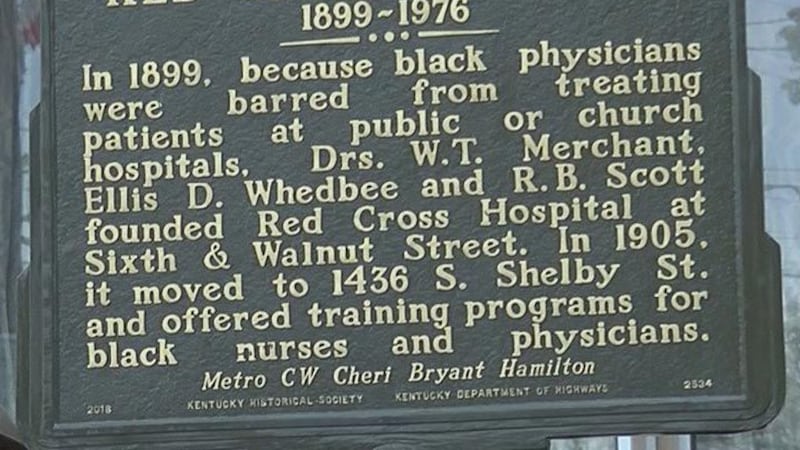 1899~1976
In 1899, because black physicians
were barred from treating
patients at public or church
hospitals, Drs. W.T. Merchant,
Ellis D. Whedbee and R.B. Scott
founded Red Cross Hospital at
Sixth & Walnut Street. In 1905,
it moved to 1436 S. Shelby St.
and offered training programs for
black nurses and physicians.
Metro CW Cheri Bryant Hamilton
2018 KENTUCKY HISTORICAL SOCIETY KENTUCKY DEPARTMENT OF HIGHWAYS 2534